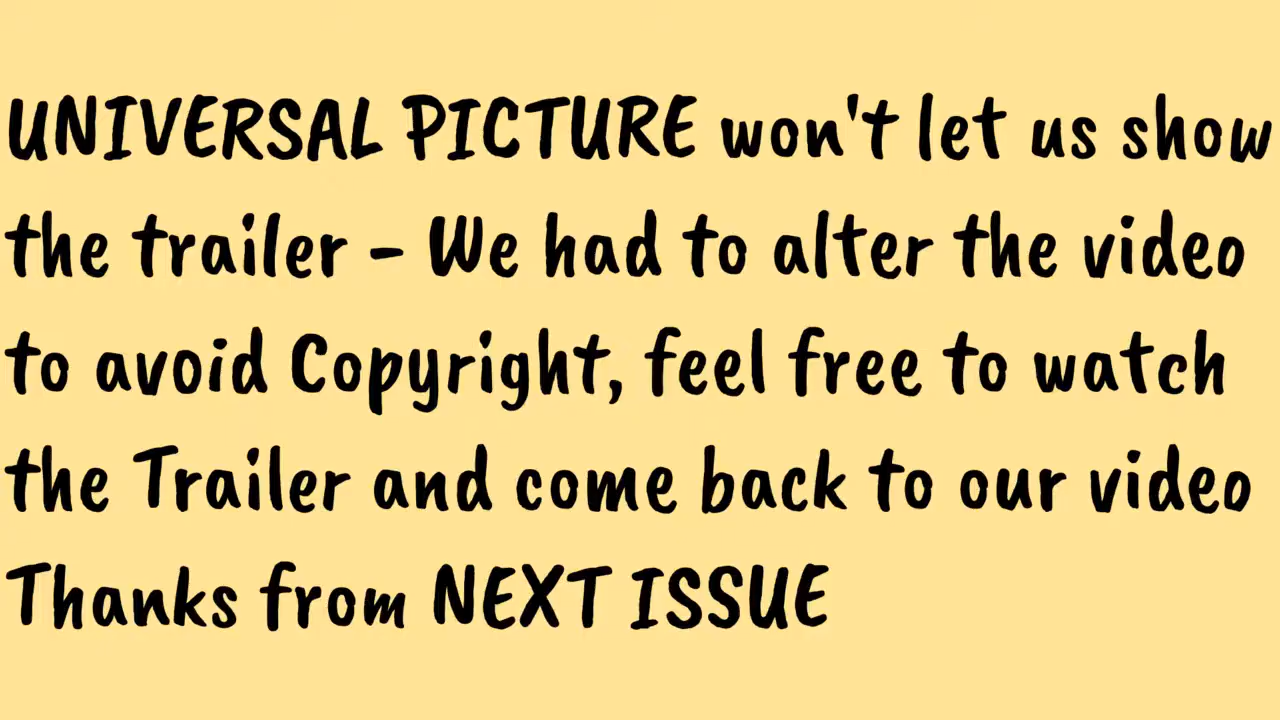 UNIVERSAL PICTURE won't let us show
the trailer - We had to alter the video
to avoid Copyright, feel free to watch
the Trailer and come back to our video
Thanks from NEXT ISSUE